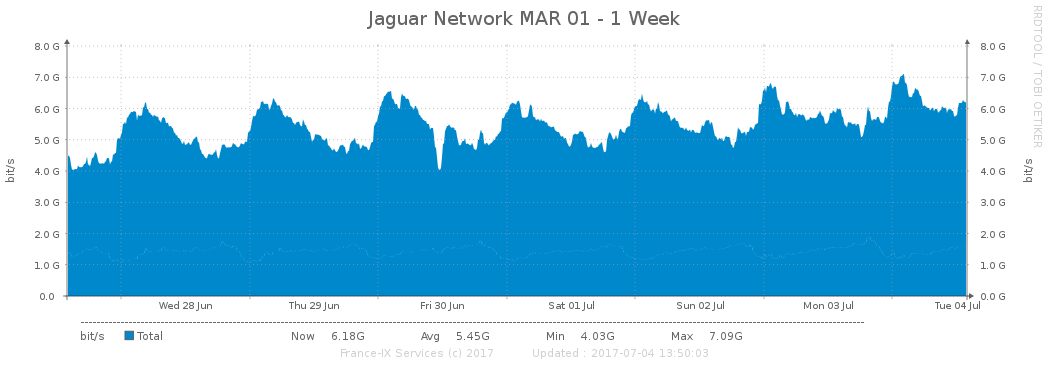 Jaguar Network MAR 01 - 1 Week
RRDTOOL / TOBI OETIKER
8.0 G 8.0 G
7.0 G 7.0 G
6.0 G 6.0 G
5.0 G 5.0 G
4.0 G 4.0 G
3.0 G 3.0 G
2.0 G 2.0 G
1.0 G 1.0 G
0.0 0.0 G
bit/s bit/s
Wed 28 Jun Thu 29 Jun Fri 30 Jun Sat 01 Jul Sun 02 Jul Mon 03 Jul Tue 04 Jul
bit/s Total Now 6.18G Avg 5.45G Min 4.03G Max 7.09G
France-IX Services (c) 2017 Updated : 2017-07-04 13:50:03